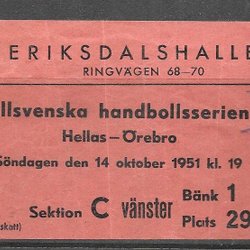 ERIKSDALSHALLE
RINGVÄGEN 68-70
llsvenska handbollsserien
Hellas-Örebro
Söndagen den 14 oktober 1951 kl. 19
Bänk 1
Sektion C vänster
Plats 29
skatt)